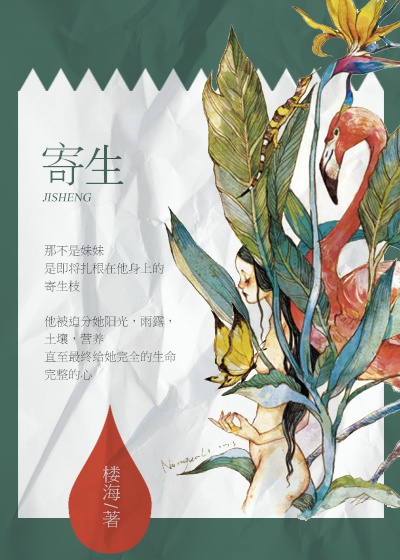 寄生
JISHENG
那不是妹妹
是即将扎根在他身上的
寄生枝
他被迫分她阳光，雨露，
土壤，营养
直至最终给她完全的生命
完整的心
楼海/著